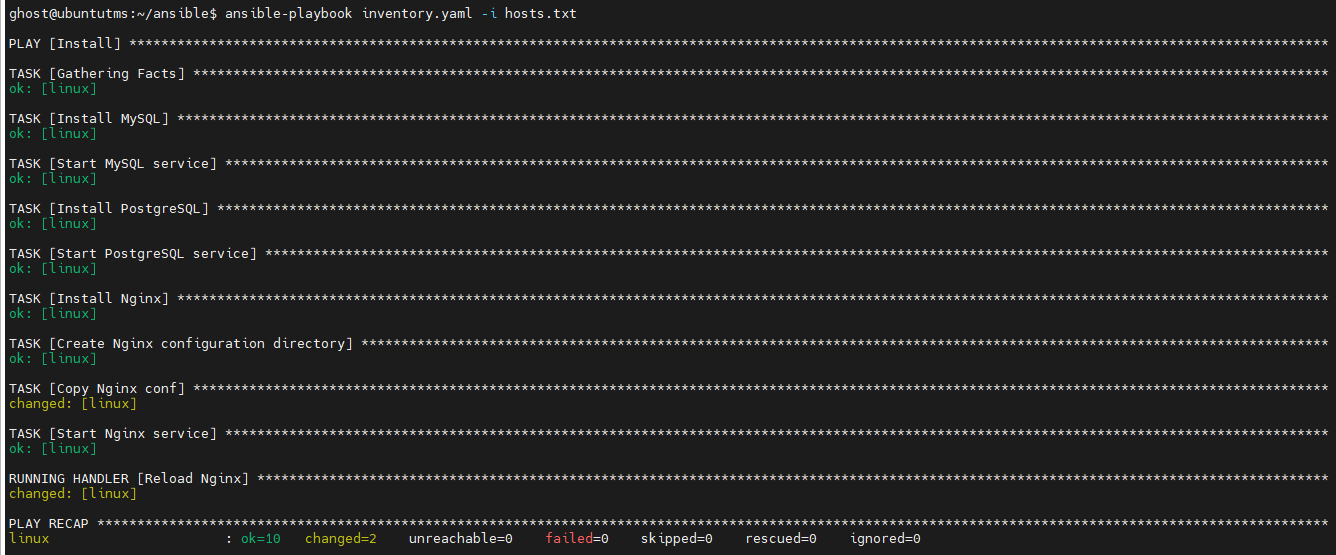 ghost@ubuntutms:~/ansible$ ansible-playbook inventory.yaml -i hosts.txt
PLAY [Install] ******************************************************************************************************************************************************
TASK [Gathering Facts] **********************************************************************************************************************************************
ok: [linux]
TASK [Install MySQL] ************************************************************************************************************************************************
ok: [linux]
TASK [Start MySQL service] ******************************************************************************************************************************************
ok: [linux]
TASK [Install PostgreSQL] *******************************************************************************************************************************************
ok: [linux]
TASK [Start PostgreSQL service] *************************************************************************************************************************************
ok: [linux]
TASK [Install Nginx] ************************************************************************************************************************************************
ok: [linux]
TASK [Create Nginx configuration directory] *************************************************************************************************************************
ok: [linux]
TASK [Copy Nginx conf] **********************************************************************************************************************************************
changed: [linux]
TASK [Start Nginx service] ******************************************************************************************************************************************
ok: [linux]
RUNNING HANDLER [Reload Nginx] **************************************************************************************************************************************
changed: [linux]
PLAY RECAP **********************************************************************************************************************************************************
linux                      : ok=10   changed=2    unreachable=0    failed=0    skipped=0    rescued=0    ignored=0